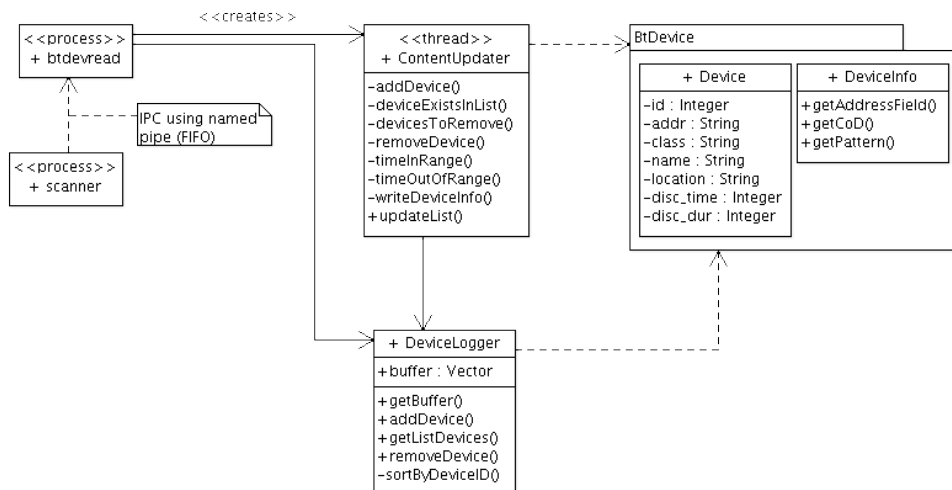 <<creates>>
<<process>>
+ btdevread
IPC using named
pipe (FIFO)
<<process>>
+ scanner
<<thread>>
+ ContentUpdater
-addDevice()
-deviceExistsInList()
-devicesToRemove()
-removeDevice()
-timeInRange()
-timeOutOfRange()
-writeDeviceInfo()
+updateList()
BtDevice
+ Device
-id : Integer
-addr : String
-class : String
-name : String
-location : String
-disc_time : Integer
-disc_dur : Integer
+ DeviceInfo
+getAddressField()
+getCoD()
+getPattern()
+ DeviceLogger
+buffer : Vector
+getBuffer()
+addDevice()
+getListDevices()
+removeDevice()
-sortByDeviceID()